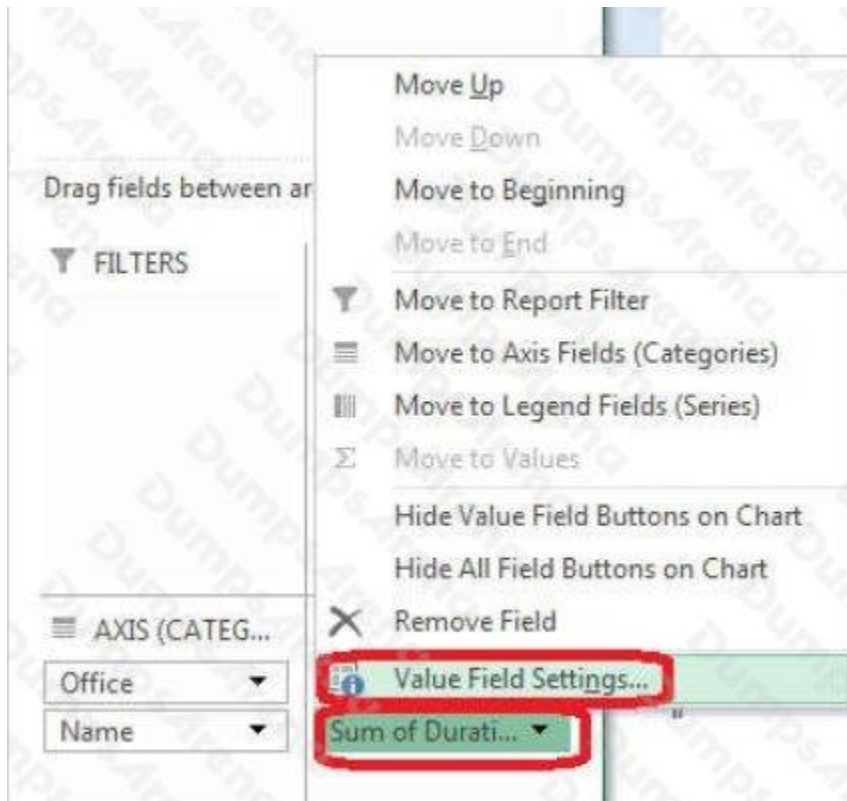 Move Up
Move Down
Move to Beginning
Drag fields between ar
Move to End
FILTERS
Move to Report Filter
Move to Axis Fields (Categories)
Move to Legend Fields (Series)
Move to Values
Hide Value Field Buttons on Chart
Hide All Field Buttons on Chart
Remove Field
AXIS (CATEG...
Value Field Settings...
Office
Name
Sum of Durati...
DumpsArena